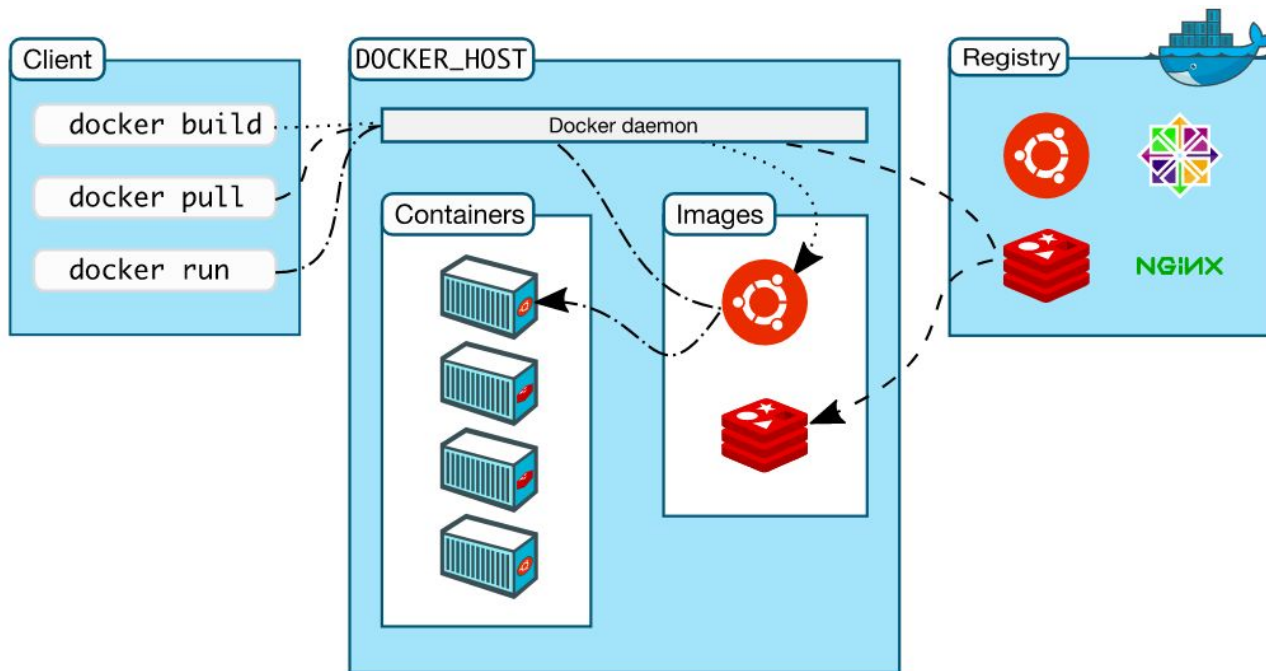 Client
docker build
docker pull
docker run
DOCKER_HOST
Docker daemon
Containers
Images
Registry
NGINX